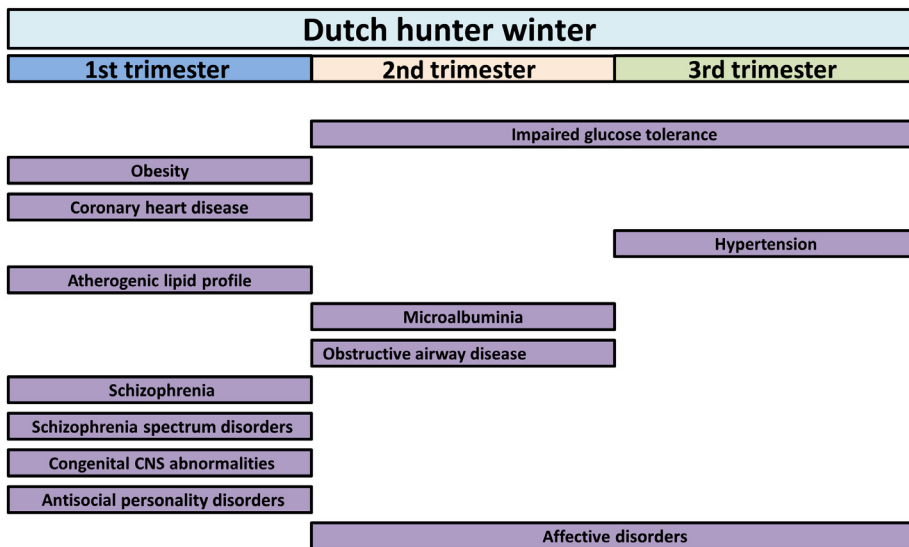 Dutch hunter winter
1st trimester 2nd trimester 3rd trimester
Impaired glucose tolerance
Obesity
Coronary heart disease
Hypertension
Atherogenic lipid profile
Microalbuminia
Obstructive airway disease
Schizophrenia
Schizophrenia spectrum disorders
Congenital CNS abnormalities
Antisocial personality disorders
Affective disorders